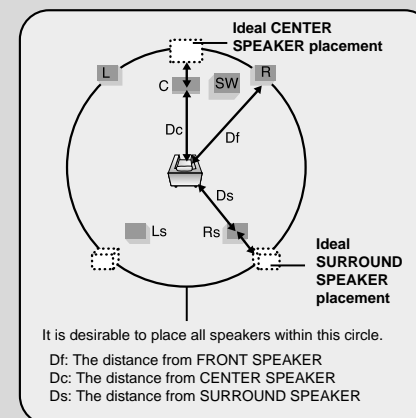 Ideal CENTER
SPEAKER placement
L
R
C
SW
Dc
Df
Ds
Ls
Rs
Ideal
SURROUND
SPEAKER
placement
It is desirable to place all speakers within this circle.
Df: The distance from FRONT SPEAKER
Dc: The distance from CENTER SPEAKER
Ds: The distance from SURROUND SPEAKER